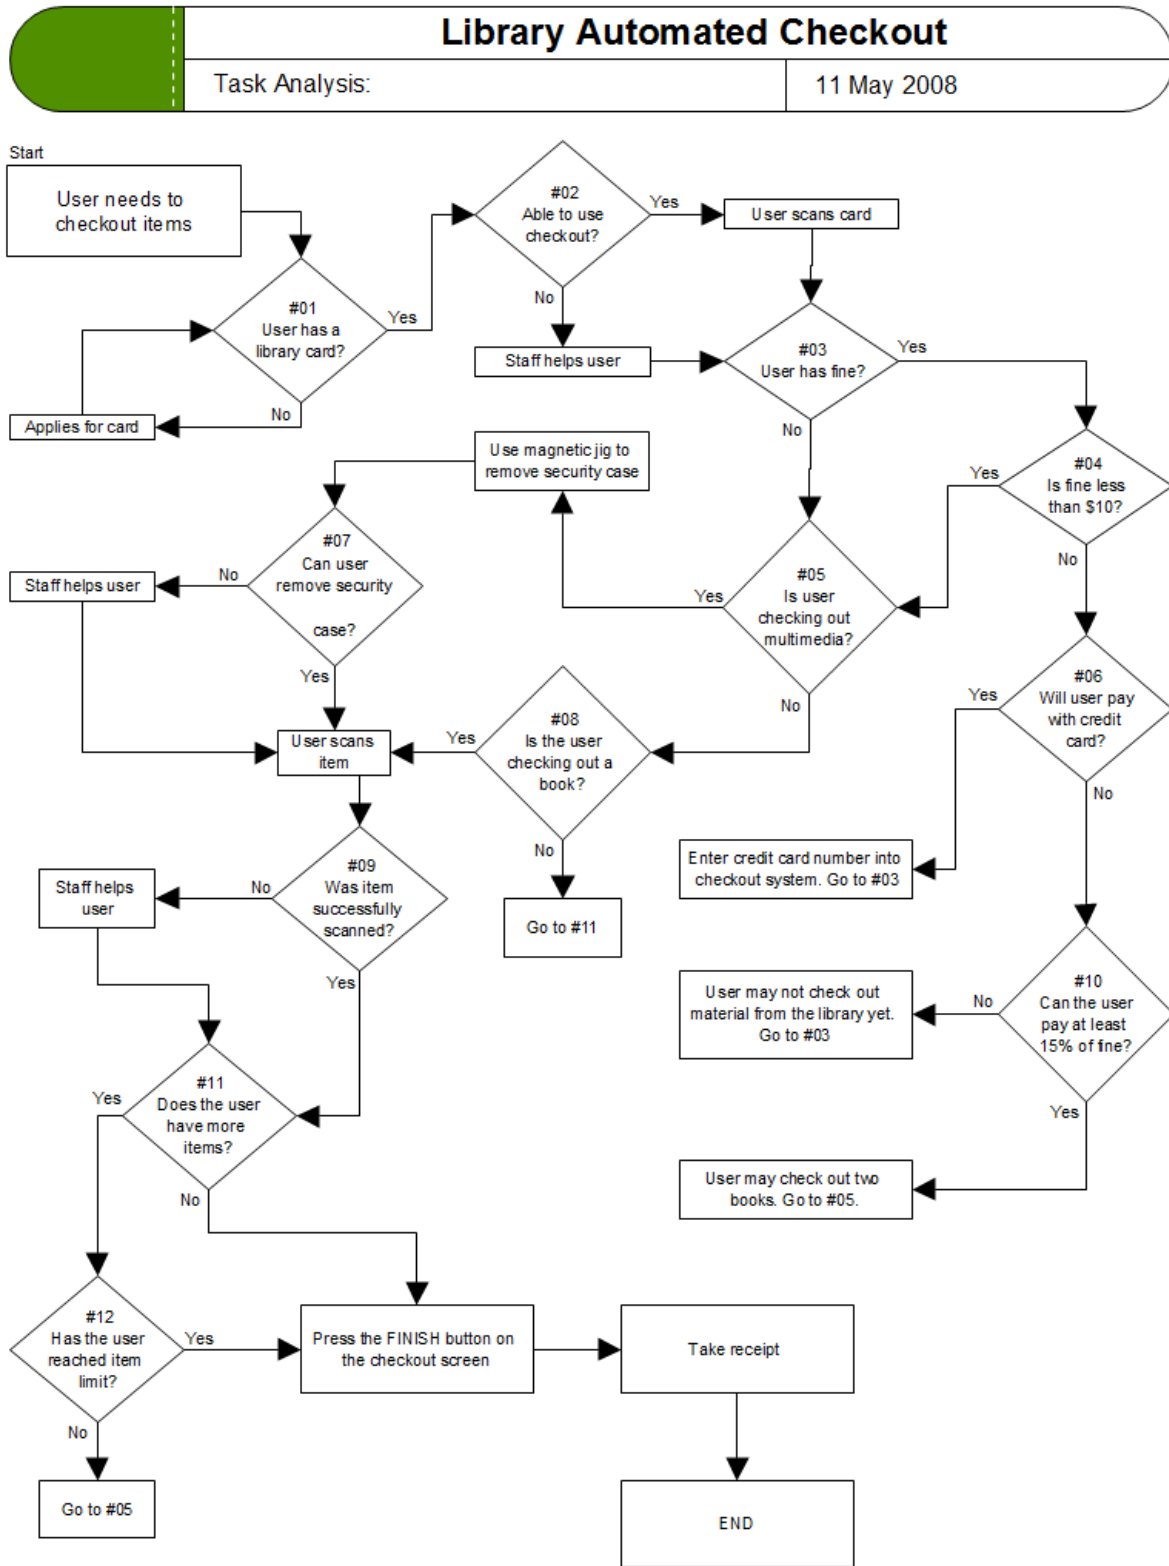 Library Automated Checkout
Task Analysis:
11 May 2008
Start
User needs to
checkout items
#01
User has a
library card?
Yes
No
Applies for card
#02
Able to use
checkout?
Yes
No
User scans card
Staff helps user
#03
User has fine?
Yes
No
#04
Is fine less
than $10?
Yes
No
Use magnetic jig to
remove security case
#05
Is user
checking out
multimedia?
Yes
No
#07
Can user
remove security
case?
No
Yes
Staff helps user
#06
Will user pay
with credit
card?
Yes
No
#08
Is the user
checking out a
book?
Yes
No
User scans
item
Enter credit card number into
checkout system. Go to #03
Go to #11
#09
Was item
successfully
scanned?
No
Yes
Staff helps
user
#10
Can the user
pay at least
15% of fine?
No
Yes
User may not check out
material from the library yet.
Go to #03
User may check out two
books. Go to #05.
#11
Does the user
have more
items?
Yes
No
#12
Has the user
reached item
limit?
Yes
No
Go to #05
Press the FINISH button on
the checkout screen
Take receipt
END